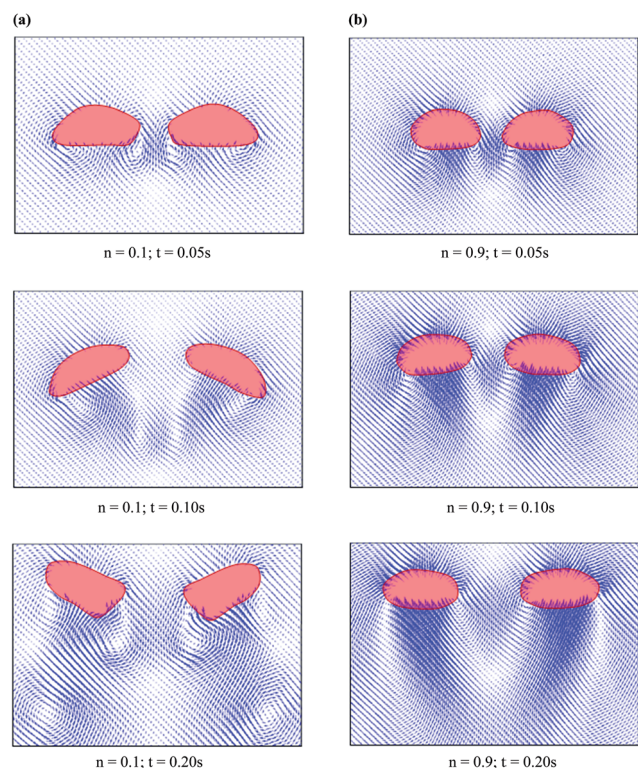 (a) (b)
n = 0.1; t = 0.05s n = 0.9; t = 0.05s
n = 0.1; t = 0.10s n = 0.9; t = 0.10s
n = 0.1; t = 0.20s n = 0.9; t = 0.20s